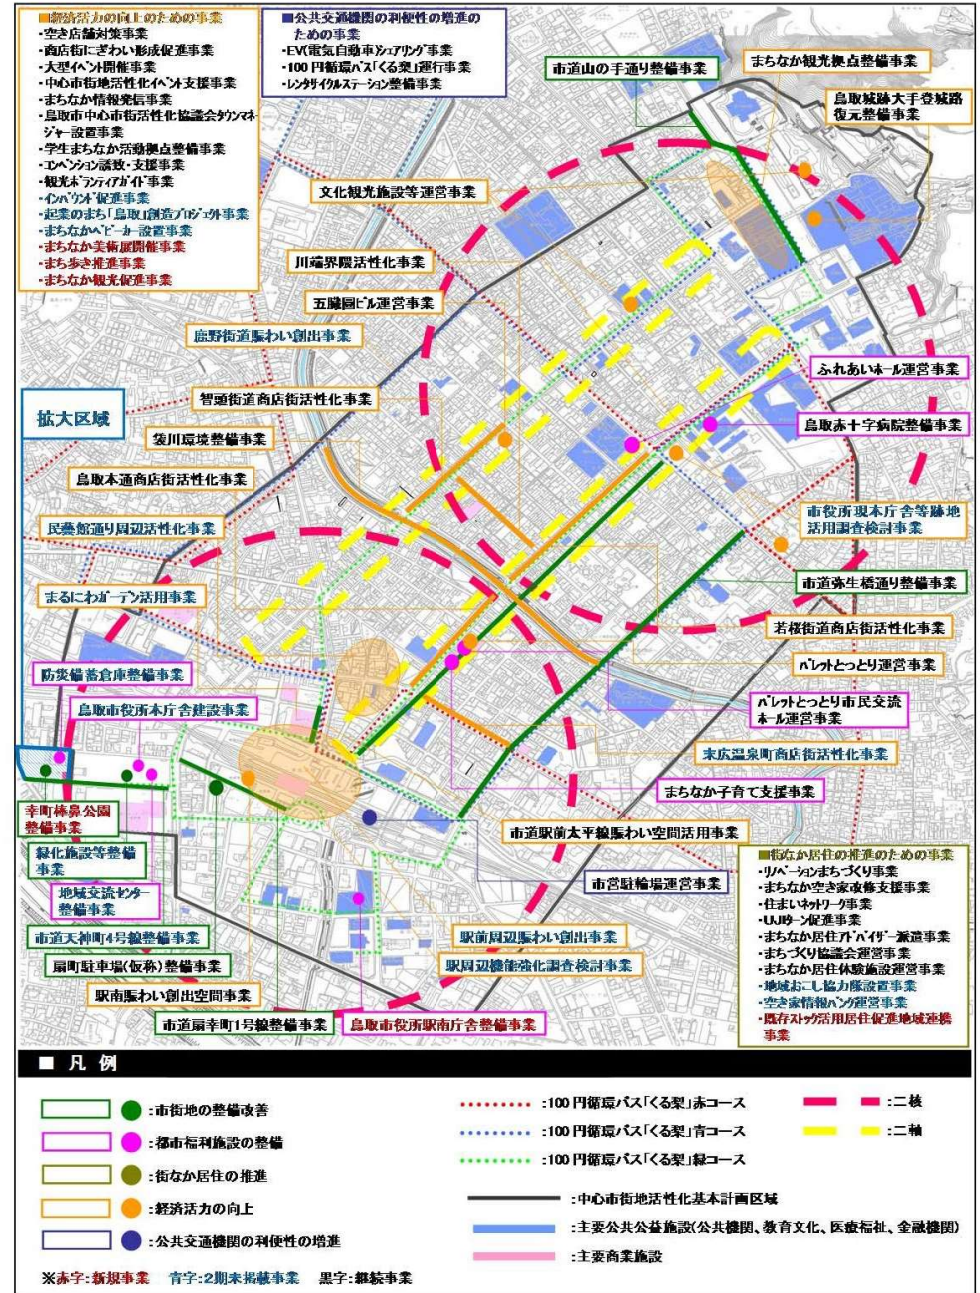 ■経済活力の向上のための事業
・空き店舗対策事業
・商店街にぎわい形成促進事業
・大型イベント開催事業
・中心市街地活性化イベント支援事業
・まちなか情報発信事業
・鳥取市中心市街活性化協議会タウンマネー
ジャー設置事業
・学生まちなか活動拠点整備事業
・コンベンション誘致・支援事業
・観光ボランティアガイド事業
・インバウンド促進事業
・起業のまち「鳥取」創造プロジェクト事業
・まちなかベビーカー設置事業
・まちなか美術展開催事業
・まち歩き推進事業
・まちなか観光促進事業
■公共交通機関の利便性の増進の
ための事業
・EV(電気自動車)シェアリング事業
・100円循環バス「くる梨」運行事業
・レンタサイクルステーション整備事業
市道山の手通り整備事業
まちなか観光拠点整備事業
鳥取城跡大手登城路
復元整備事業
文化観光施設等運営事業
川端界隈活性化事業
五臓圓ビル運営事業
鹿野街道賑わい創出事業
智頭街道商店街活性化事業
拡大区域
袋川環境整備事業
鳥取本通商店街活性化事業
民藝館通り周辺活性化事業
まるにわガーデン活用事業
防災備蓄倉庫整備事業
鳥取市役所本庁舎建設事業
ふれあいホール運営事業
鳥取赤十字病院整備事業
市役所現本庁舎等跡地
活用調査検討事業
市道弥生橋通り整備事業
若桜街道商店街活性化事業
パレットとっとり運営事業
パレットとっとり市民交流
ホール運営事業
末広温泉町商店街活性化事業
まちなか子育て支援事業
市道駅前太平線賑わい空間活用事業
市営駐輪場運営事業
幸町棒鼻公園
整備事業
緑化施設等整備
事業
地域交流センター
整備事業
市道天神町4号線整備事業
扇町駐車場(仮称)整備事業
駅南賑わい創出空間事業
市道扇幸町1号線整備事業
鳥取市役所駅南庁舎整備事業
駅前周辺賑わい創出事業
駅周辺機能強化調査検討事業
■街なか居住の推進のための事業
・リノベーションまちづくり事業
・まちなか空き家改修支援事業
・住まいネットワーク事業
・UJIターン促進事業
・まちなか居住アドバイザー派遣事業
・まちづくり協議会運営事業
・まちなか居住体験施設運営事業
・地域おこし協力隊設置事業
・空き家情報バンク運営事業
・既存ストック活用居住促進地域連携
事業
■ 凡 例
:市街地の整備改善
:都市福利施設の整備
:街なか居住の推進
:経済活力の向上
:公共交通機関の利便性の増進
:100円循環バス「くる梨」赤コース
:100円循環バス「くる梨」青コース
:100円循環バス「くる梨」緑コース
:二核
:二軸
:中心市街地活性化基本計画区域
:主要公共公益施設(公共機関、教育文化、医療福祉、金融機関)
:主要商業施設
※赤字:新規事業 青字:2期未掲載事業 黒字:継続事業